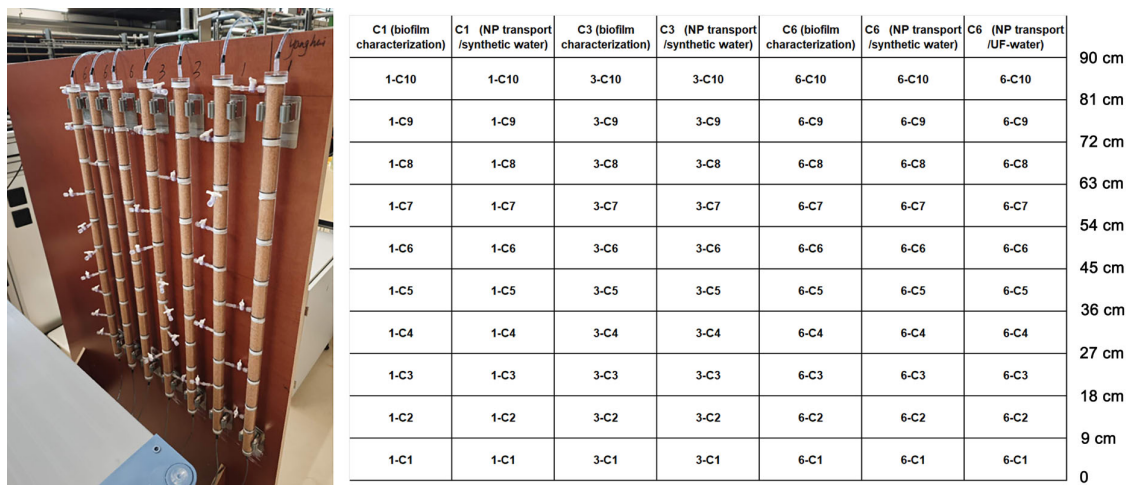 6 6 6 3 3 1 1 yonghui
C1 (biofilm characterization) C1 (NP transport /synthetic water) C3 (biofilm characterization) C3 (NP transport /synthetic water) C6 (biofilm characterization) C6 (NP transport /synthetic water) C6 (NP transport /UF-water)
90 cm
1-C10 1-C10 3-C10 3-C10 6-C10 6-C10 6-C10
81 cm
1-C9 1-C9 3-C9 3-C9 6-C9 6-C9 6-C9
72 cm
1-C8 1-C8 3-C8 3-C8 6-C8 6-C8 6-C8
63 cm
1-C7 1-C7 3-C7 3-C7 6-C7 6-C7 6-C7
54 cm
1-C6 1-C6 3-C6 3-C6 6-C6 6-C6 6-C6
45 cm
1-C5 1-C5 3-C5 3-C5 6-C5 6-C5 6-C5
36 cm
1-C4 1-C4 3-C4 3-C4 6-C4 6-C4 6-C4
27 cm
1-C3 1-C3 3-C3 3-C3 6-C3 6-C3 6-C3
18 cm
1-C2 1-C2 3-C2 3-C2 6-C2 6-C2 6-C2
9 cm
1-C1 1-C1 3-C1 3-C1 6-C1 6-C1 6-C1
0